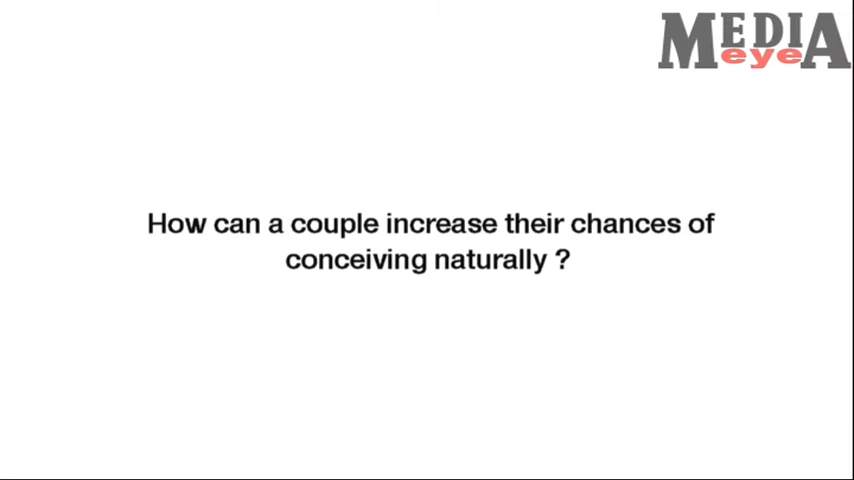 MEDIA
eye
How can a couple increase their chances of
conceiving naturally ?